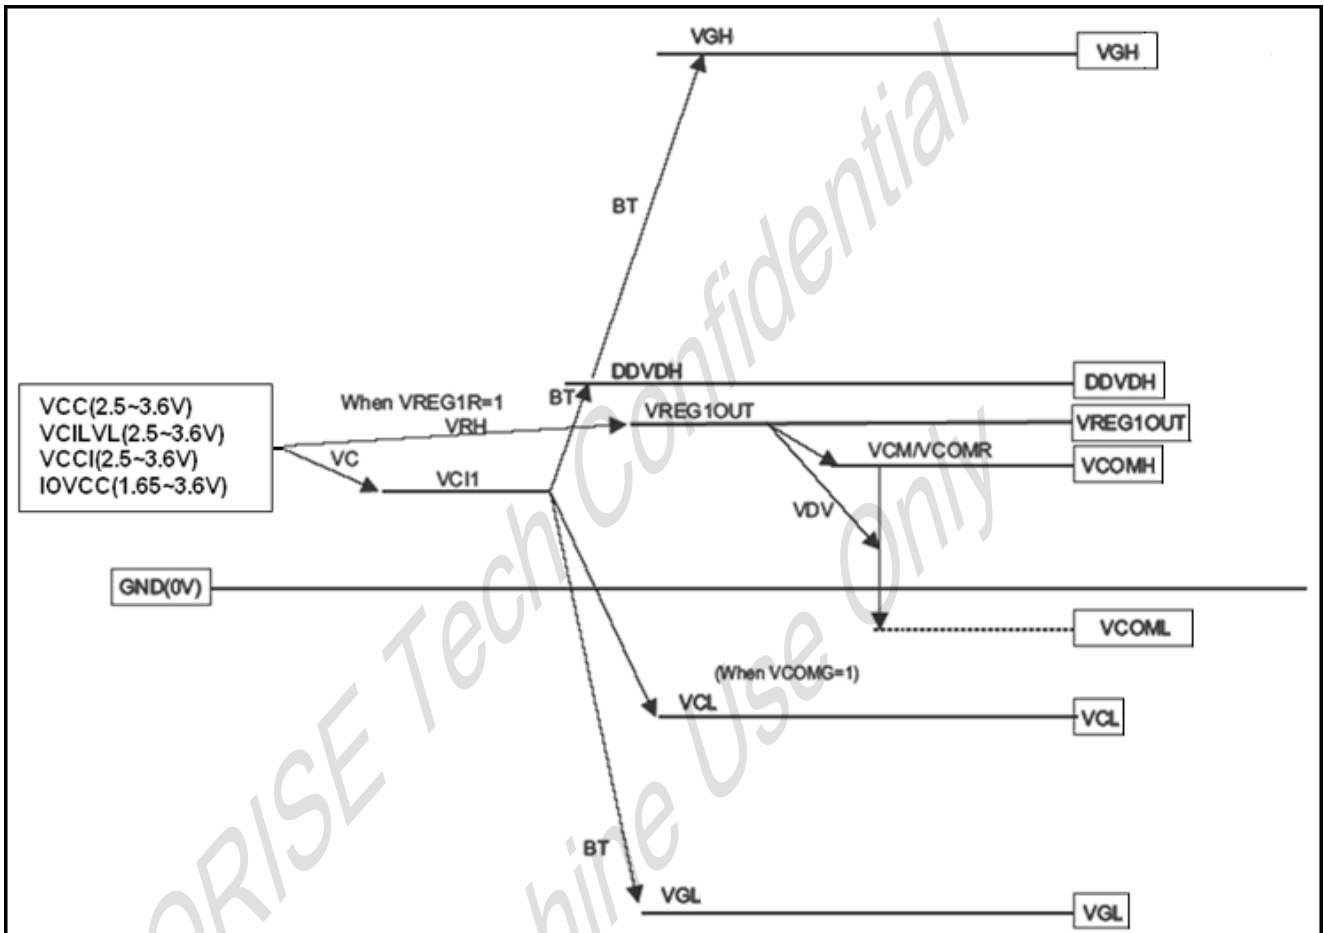 VGH
VGH
BT
DDVDH
DDVDH
BT
When VREG1R=1
VRH
VREG1OUT
VREG1OUT
VCC(2.5~3.6V)
VCILVL(2.5~3.6V)
VCCI(2.5~3.6V)
IOVCC(1.65~3.6V)
VC
VCI1
VCM/VCOMR
VCOMH
VDV
GND(0V)
VCOML
(When VCOMG=1)
VCL
VCL
BT
VGL
VGL
ORISE Tech Confidential
hire Use Only